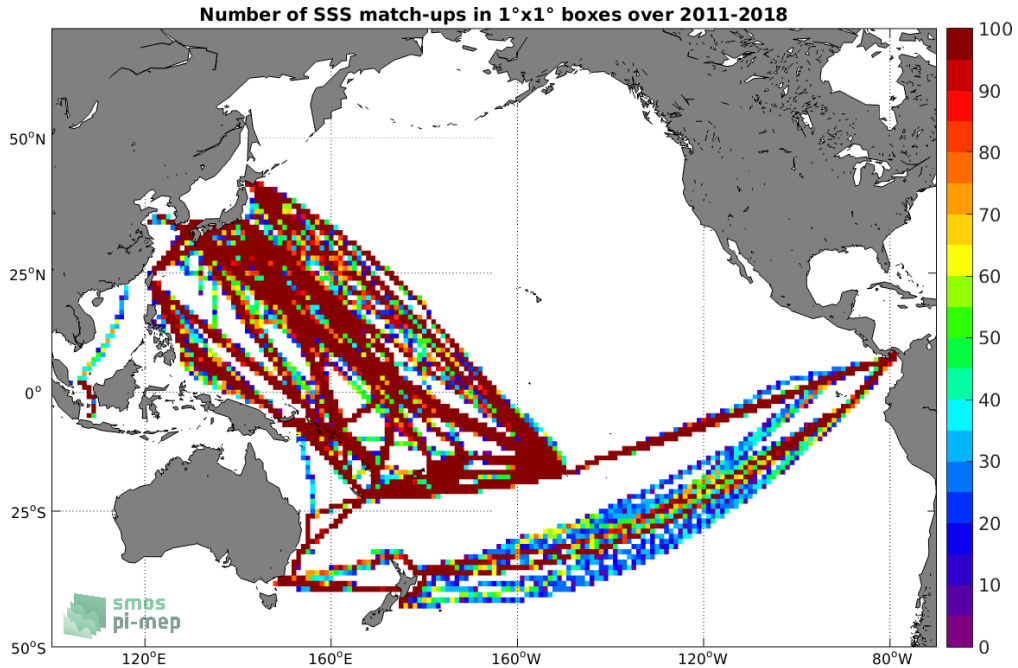 Number of SSS match-ups in 1°x1° boxes over 2011-2018
100
90
80
70
60
50
40
30
20
10
0
50°N
25°N
0°
25°S
50°S
120°E
160°E
160°W
120°W
80°W
smos
pi-mep